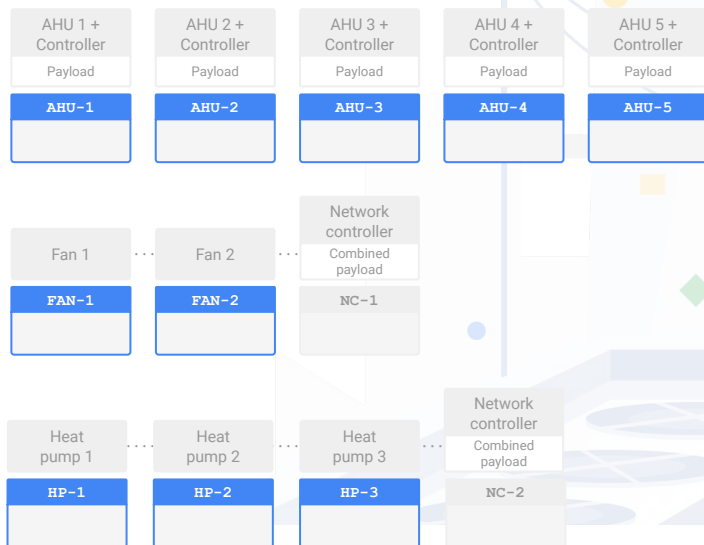 AHU 1 +
Controller
Payload
AHU-1
AHU 2 +
Controller
Payload
AHU-2
AHU 3 +
Controller
Payload
AHU-3
AHU 4 +
Controller
Payload
AHU-4
AHU 5 +
Controller
Payload
AHU-5
Fan 1
FAN-1
Fan 2
FAN-2
Network
controller
Combined
payload
NC-1
Heat
pump 1
HP-1
Heat
pump 2
HP-2
Heat
pump 3
HP-3
Network
controller
Combined
payload
NC-2